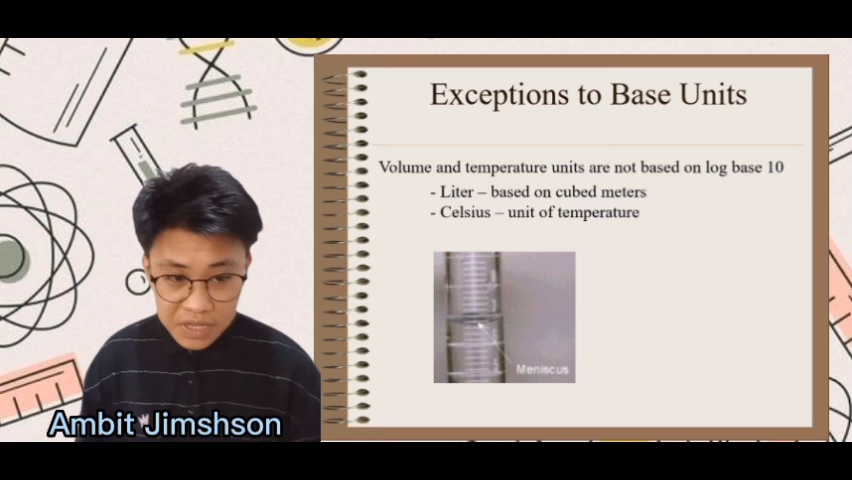 Exceptions to Base Units
Volume and temperature units are not based on log base 10
- Liter – based on cubed meters
- Celsius – unit of temperature
Meniscus
Ambit Jimshson